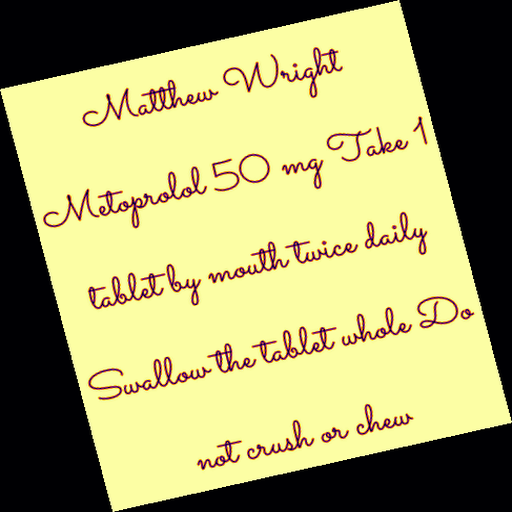 Matthew Wright
Metoprolol 50 mg Take 1
tablet by mouth twice daily
Swallow the tablet whole Do
not crush or chew